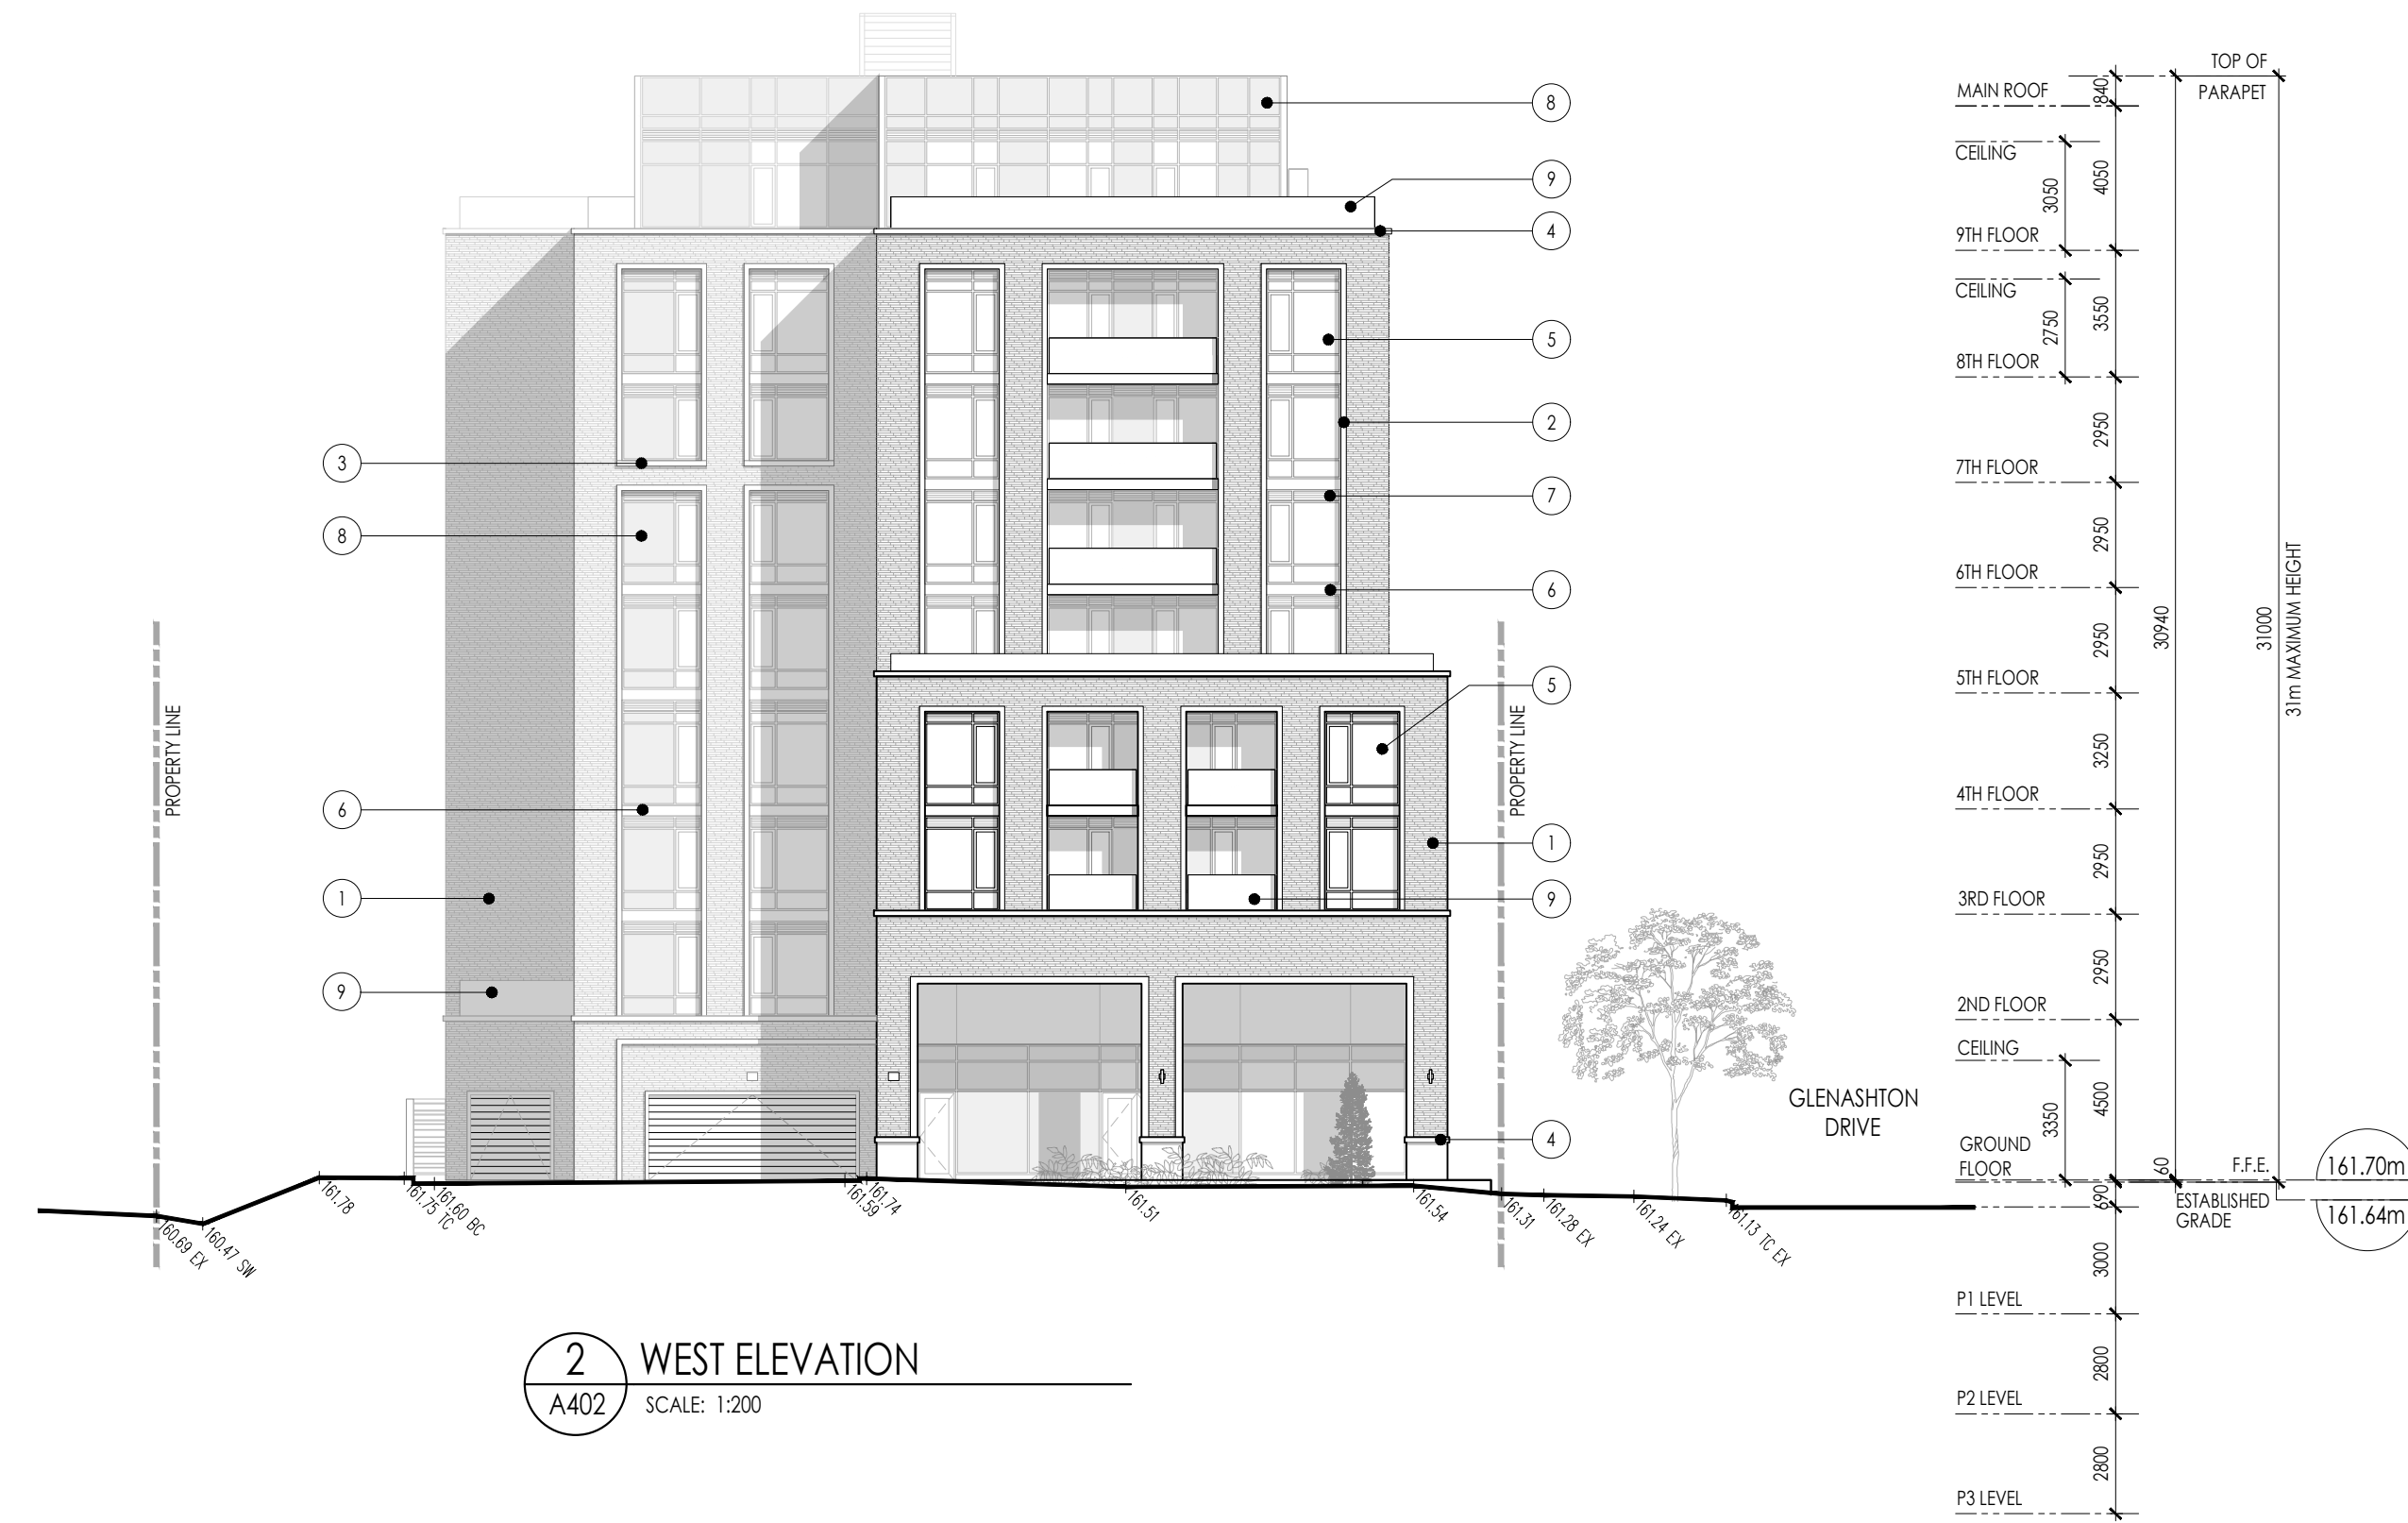 8
9
4
5
2
7
6
5
1
9
4
3
8
6
1
9
PROPERTY LINE
PROPERTY LINE
GLENASHTON
DRIVE
161.78
161.75 TC
161.60 BC
160.69 EX
160.47 SW
161.59
161.74
161.51
161.54
161.31
161.28 EX
161.24 EX
161.13 TC EX
TOP OF
PARAPET
MAIN ROOF
840
CEILING
3050
4050
9TH FLOOR
CEILING
2750
3550
8TH FLOOR
2950
7TH FLOOR
2950
6TH FLOOR
2950
5TH FLOOR
3250
4TH FLOOR
2950
3RD FLOOR
2950
2ND FLOOR
CEILING
3350
4500
GROUND
FLOOR
690
3000
P1 LEVEL
2800
P2 LEVEL
2800
P3 LEVEL
30940
31000
31m MAXIMUM HEIGHT
60
F.F.E.
161.70m
ESTABLISHED
GRADE
161.64m
2
A402
WEST ELEVATION
SCALE: 1:200